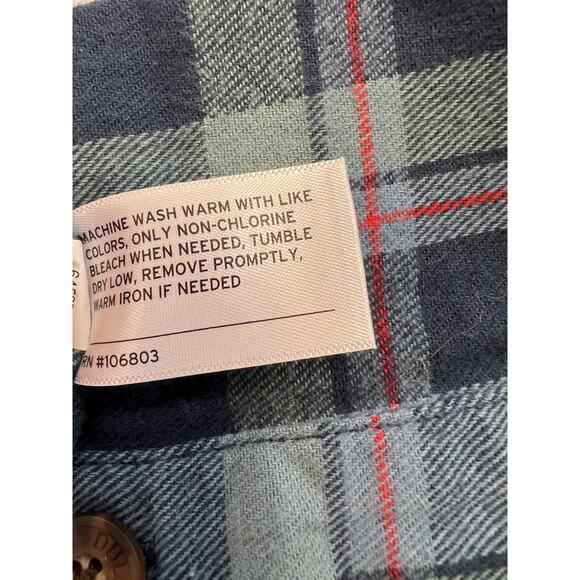 MACHINE WASH WARM WITH LIKE
COLORS, ONLY NON-CHLORINE
BLEACH WHEN NEEDED, TUMBLE
DRY LOW, REMOVE PROMPTLY,
WARM IRON IF NEEDED
RN #106803